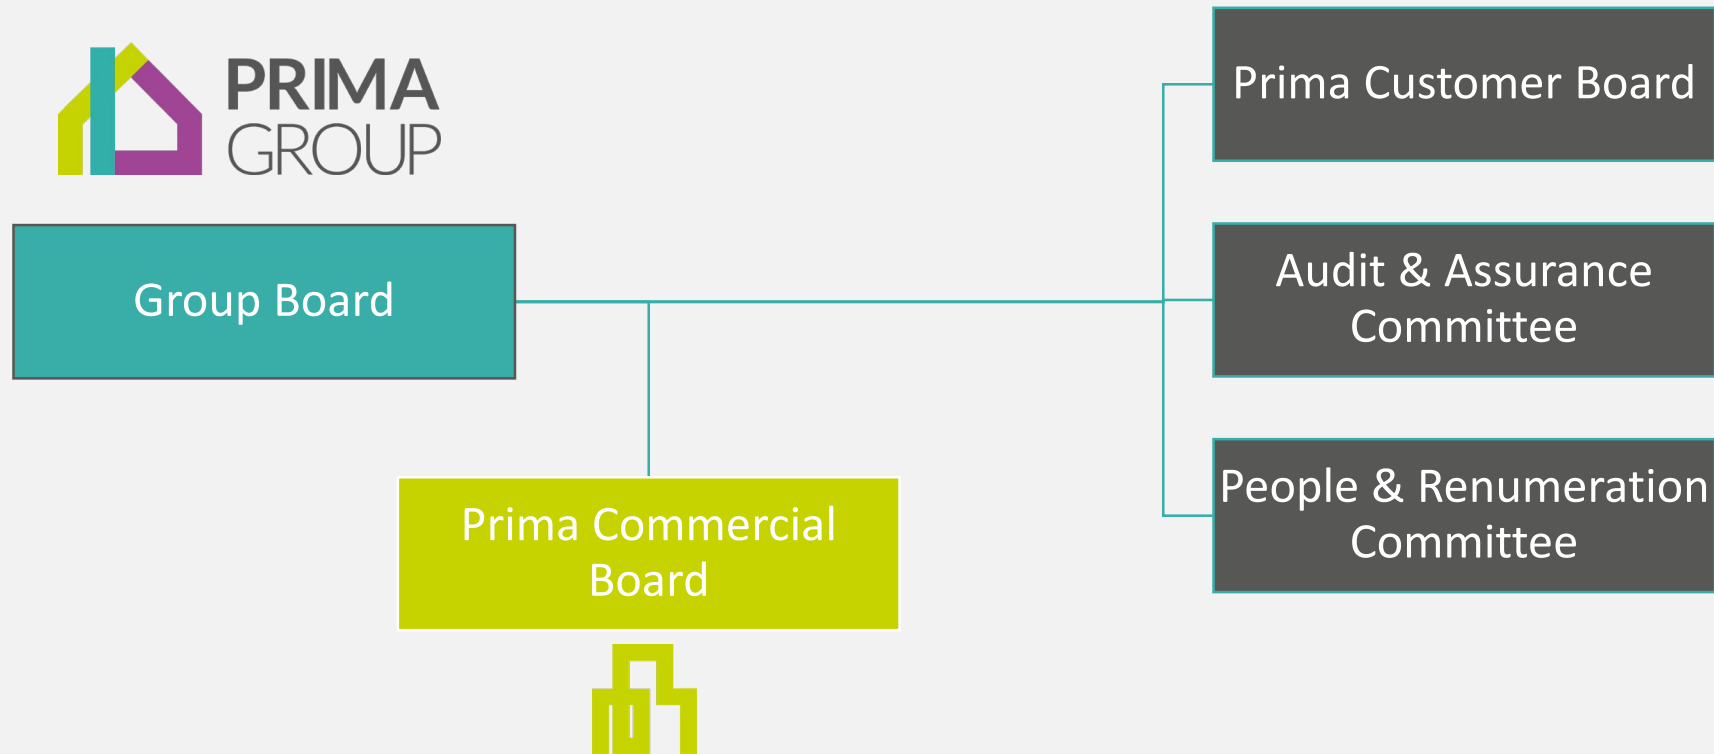 PRIMA
GROUP
Group Board
Prima Commercial
Board
Prima Customer Board
Audit & Assurance
Committee
People & Renumeration
Committee